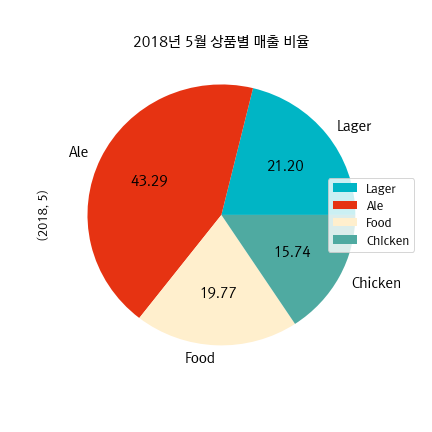 2018년 5월 상품별 매출 비율
Lager
Ale
21.20
43.29
Lager
Ale
Food
Chicken
(2018, 5)
15.74
19.77
Chicken
Food